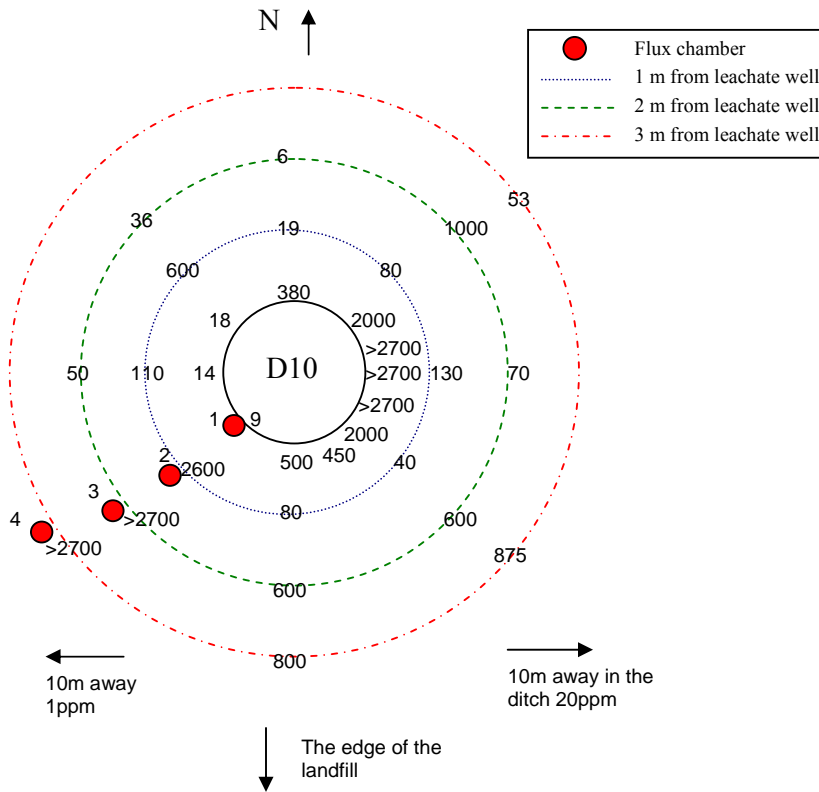 N
Flux chamber
1 m from leachate well
2 m from leachate well
3 m from leachate well
6
53
36
1000
19
600
80
380
18
2000
>2700
50
110
14
D10
>2700
130
70
>2700
1
9
2000
450
500
40
2
2600
3
>2700
80
600
4
>2700
875
600
800
10m away
1ppm
10m away in the
ditch 20ppm
The edge of the
landfill